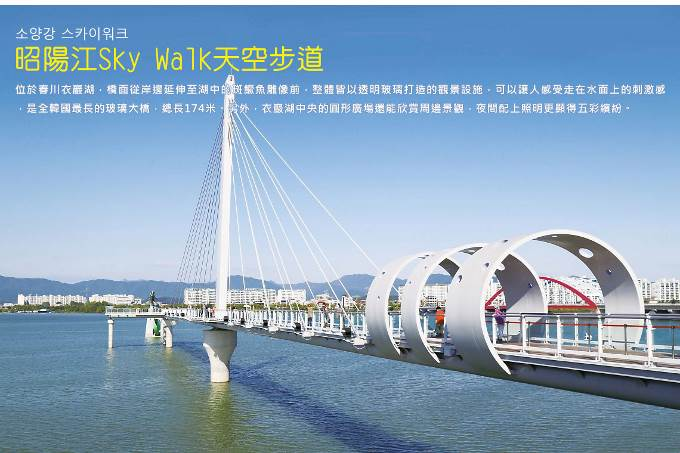 소양강 스카이워크
昭陽江Sky Walk天空步道
位於春川衣巖湖，橋面從岸邊延伸至湖中的斑鱖魚雕像前，整體皆以透明玻璃打造的觀景設施，可以讓人感受走在水面上的刺激感
，是全韓國最長的玻璃大橋，總長174米。另外，衣巖湖中央的圓形廣場還能欣賞周邊景觀，夜間配上照明更顯得五彩繽紛。